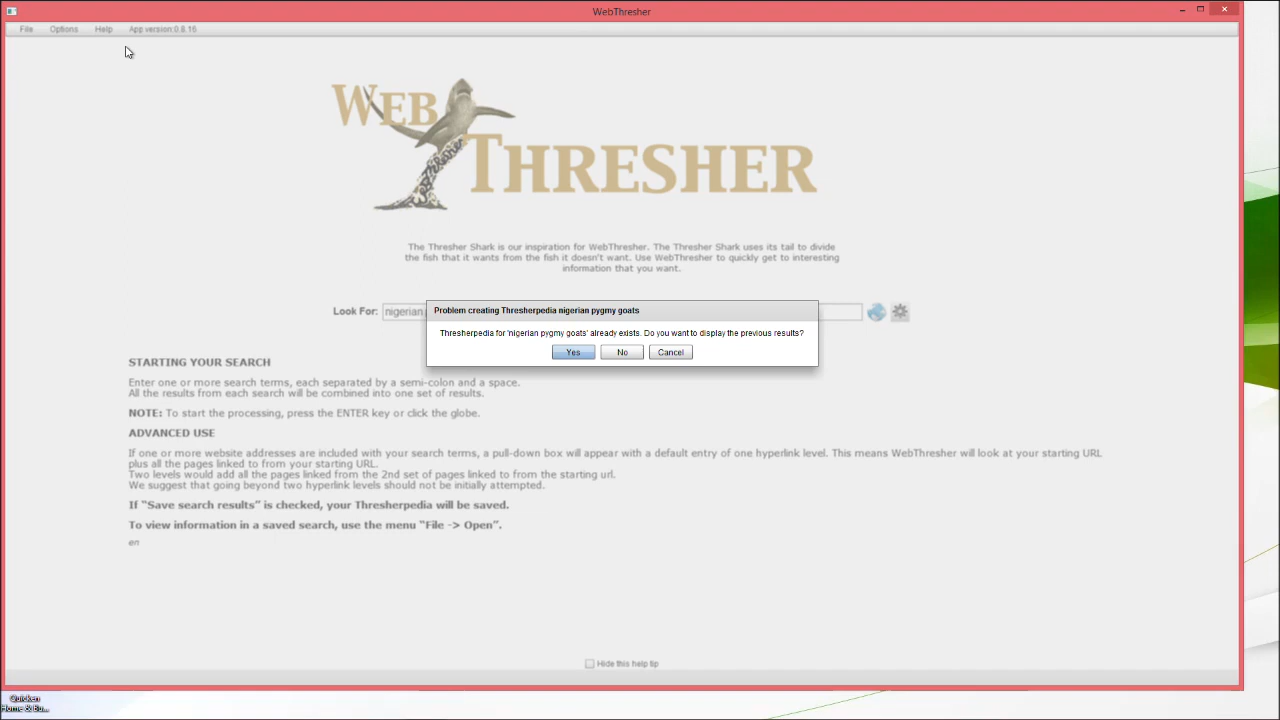 WebThresher
File Options Help App version:0.8.16
WEB
THRESHER
The Thresher Shark is our inspiration for WebThresher. The Thresher Shark uses its tail to divide
the fish that it wants from the fish it doesn't want. Use WebThresher to quickly get to interesting
information that you want.
Look For: nigerian
Problem creating Thresherpedia nigerian pygmy goats
Thresherpedia for 'nigerian pygmy goats' already exists. Do you want to display the previous results?
Yes No Cancel
STARTING YOUR SEARCH
Enter one or more search terms, each separated by a semi-colon and a space.
All the results from each search will be combined into one set of results.
NOTE: To start the processing, press the ENTER key or click the globe.
ADVANCED USE
If one or more website addresses are included with your search terms, a pull-down box will appear with a default entry of one hyperlink level. This means WebThresher will look at your starting URL
plus all the pages linked to from your starting URL.
Two levels would add all the pages linked from the 2nd set of pages linked to from the starting url.
We suggest that going beyond two hyperlink levels should not be initially attempted.
If “Save search results” is checked, your Thresherpedia will be saved.
To view information in a saved search, use the menu “File -> Open”.
en
Hide this help tip
Quicken
Home & Bu...